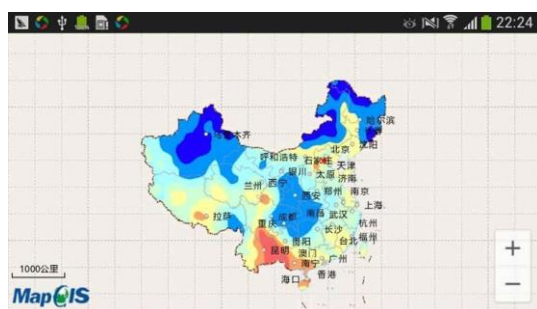 22:24
哈尔滨
乌鲁木齐
沈阳
北京
呼和浩特
石家庄
天津
银川
太原
济南
兰州
西宁
郑州
南京
西安
上海
拉萨
成都
南昌
武汉
重庆
杭州
长沙
福州
贵阳
台北
昆明
澳门
广州
南宁
香港
海口
1000公里
MapGIS
+
−